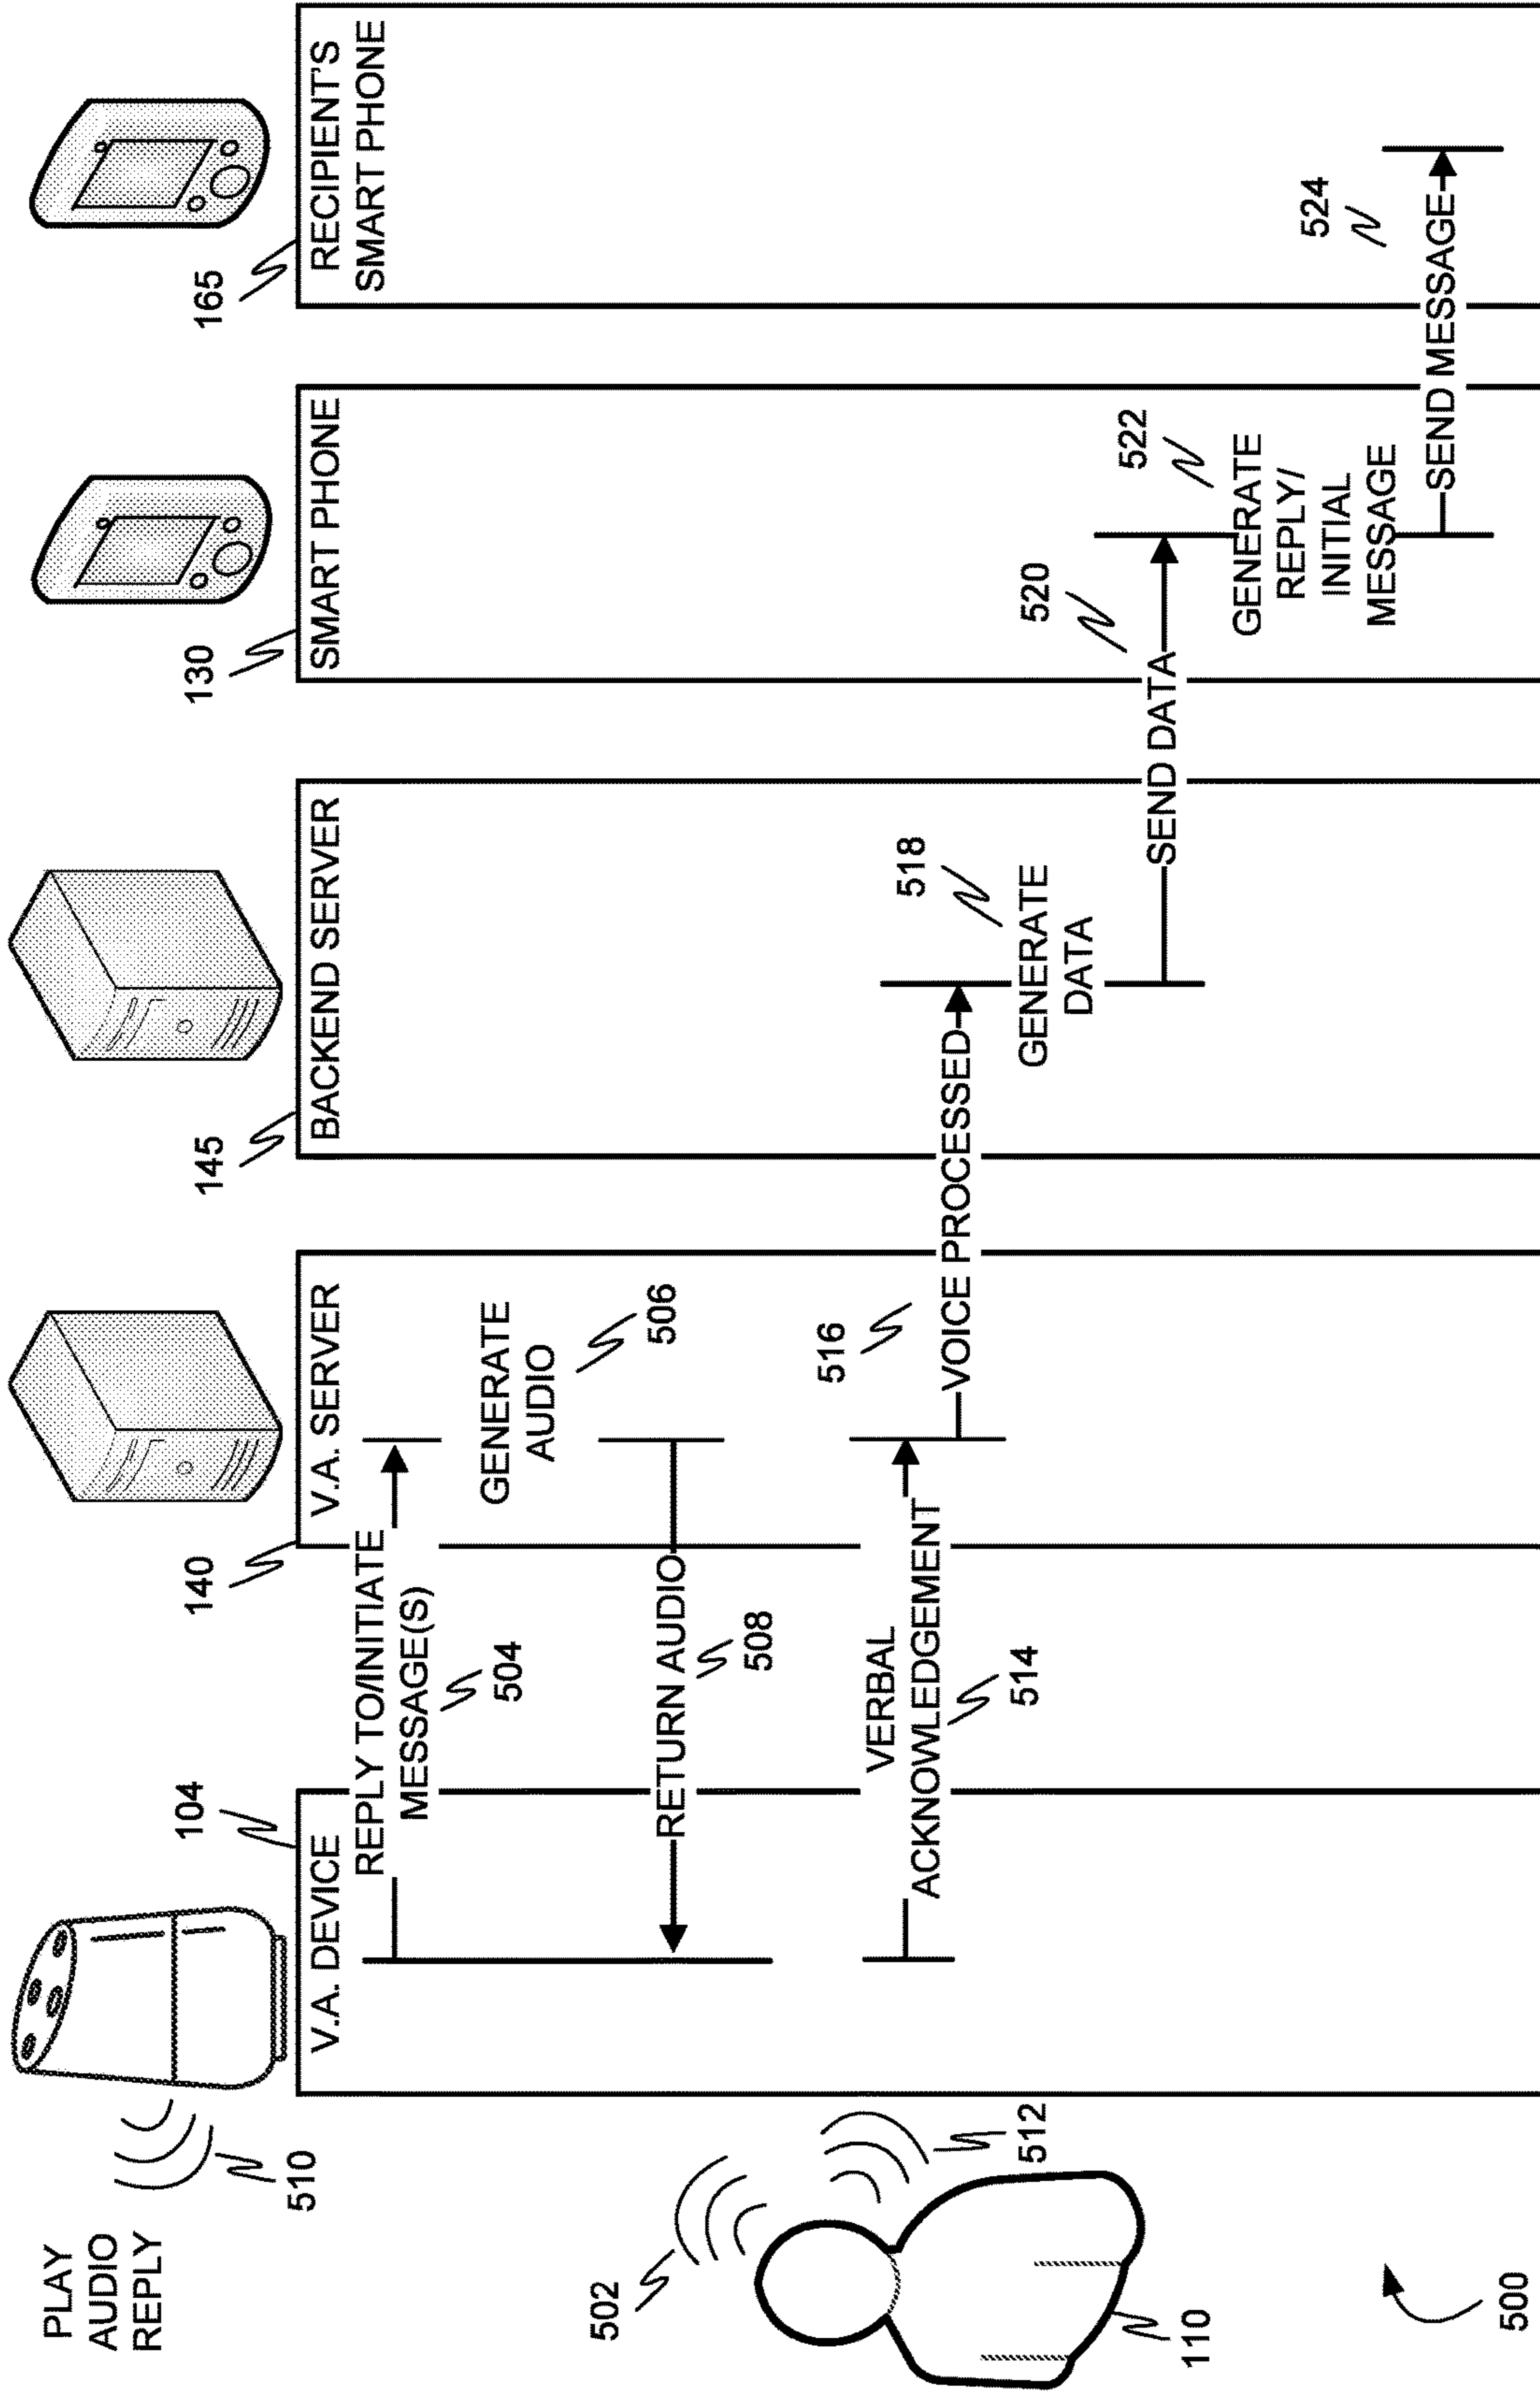 PLAY
AUDIO
REPLY
510
104
140
145
130
165
V.A. DEVICE
V.A. SERVER
BACKEND SERVER
SMART PHONE
RECIPIENT'S
SMART PHONE
REPLY TO/INITIATE
MESSAGE(S)
504
GENERATE
AUDIO
506
502
RETURN AUDIO
508
VERBAL
ACKNOWLEDGEMENT
514
516
VOICE PROCESSED
518
GENERATE
DATA
512
520
SEND DATA
522
GENERATE
REPLY/
INITIAL
MESSAGE
524
SEND MESSAGE
110
500